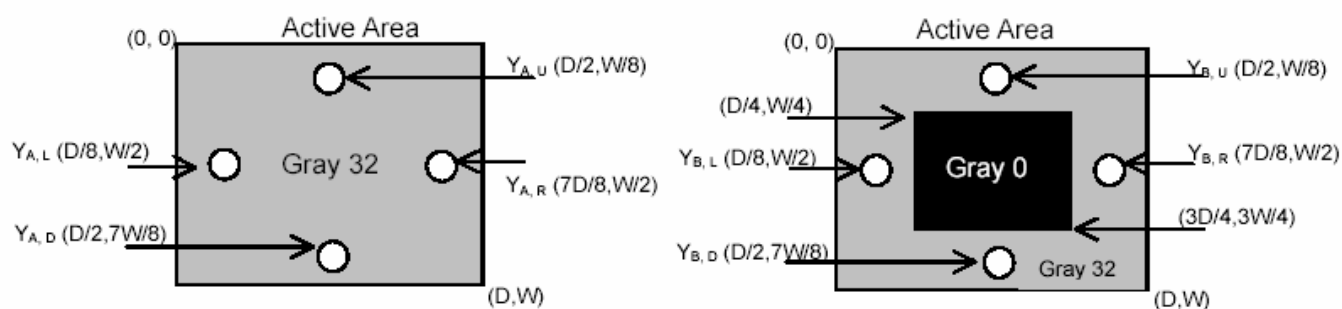 Active Area
(0, 0)
YA, U (D/2,W/8)
YA, L (D/8,W/2)
Gray 32
YA, R (7D/8,W/2)
YA, D (D/2,7W/8)
(D,W)
Active Area
(0, 0)
YB, U (D/2,W/8)
(D/4,W/4)
YB, L (D/8,W/2)
Gray 0
YB, R (7D/8,W/2)
(3D/4,3W/4)
YB, D (D/2,7W/8)
Gray 32
(D,W)